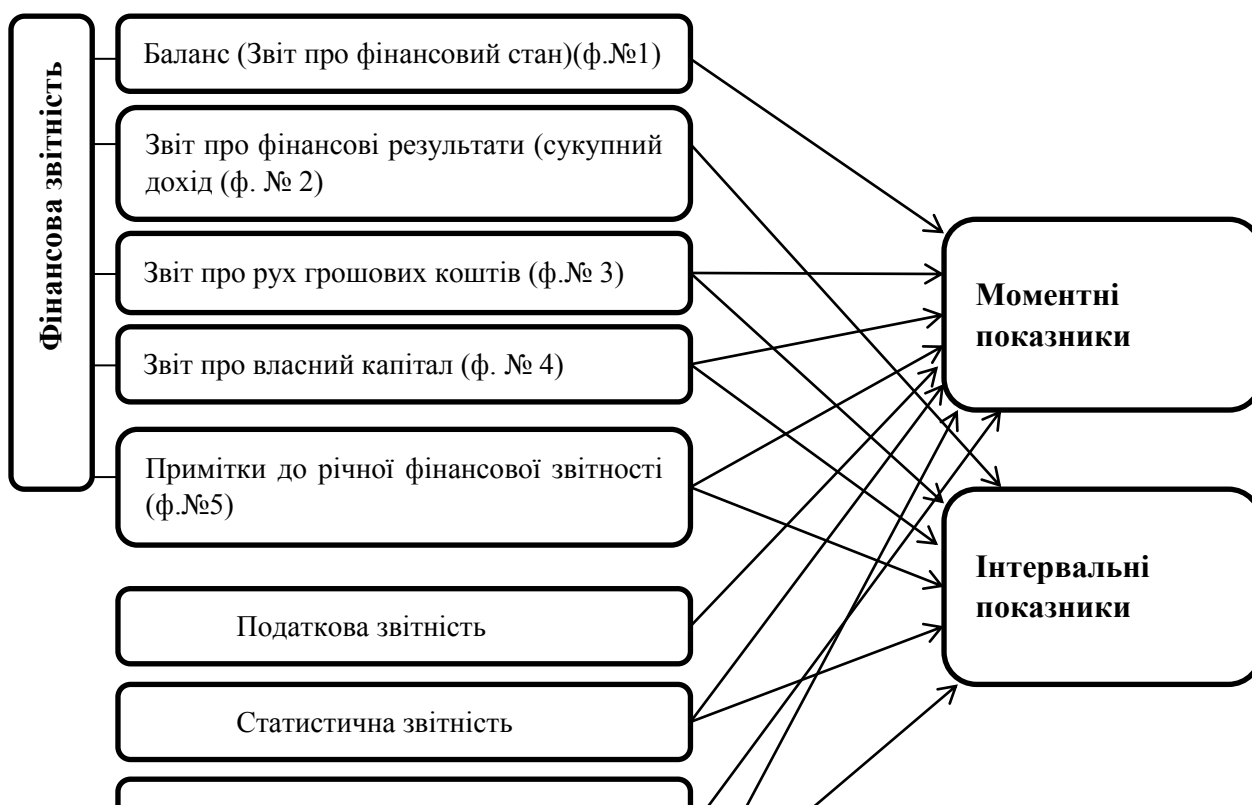 Фінансова звітність
Баланс (Звіт про фінансовий стан)(ф.№1)
Звіт про фінансові результати (сукупний
дохід (ф. № 2)
Звіт про рух грошових коштів (ф.№ 3)
Звіт про власний капітал (ф. № 4)
Примітки до річної фінансової звітності
(ф.№5)
Податкова звітність
Статистична звітність
Моментні
показники
Інтервальні
показники